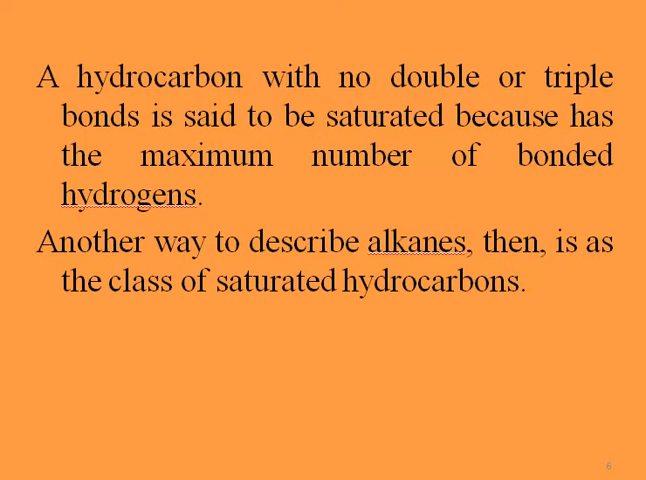 A hydrocarbon with no double or triple
bonds is said to be saturated because has
the maximum number of bonded
hydrogens.
Another way to describe alkanes, then, is as
the class of saturated hydrocarbons.
6